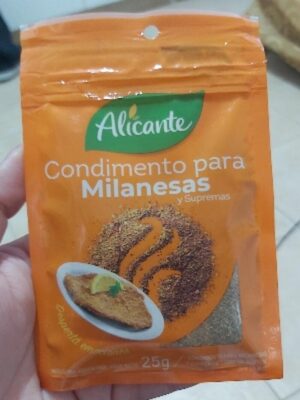 Alicante
Condimento para
Milanesas
y Supremas
25g